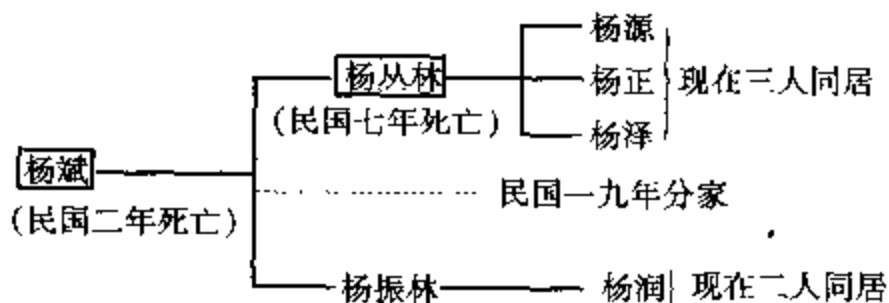 杨源
杨丛林 杨正 现在三人同居
(民国七年死亡)
杨泽
杨斌
民国一九年分家
(民国二年死亡)
杨振林 杨润 现在二人同居